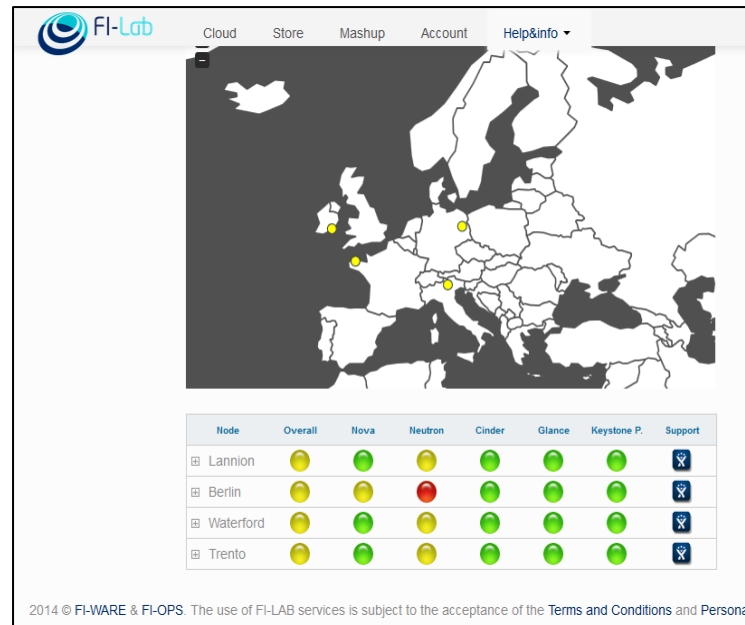 FI-Lab
Cloud Store Mashup Account Help&info
Node Overall Nova Neutron Cinder Glance Keystone P. Support
Lannion
Berlin
Waterford
Trento
2014 © FI-WARE & FI-OPS. The use of FI-LAB services is subject to the acceptance of the Terms and Conditions and Persona